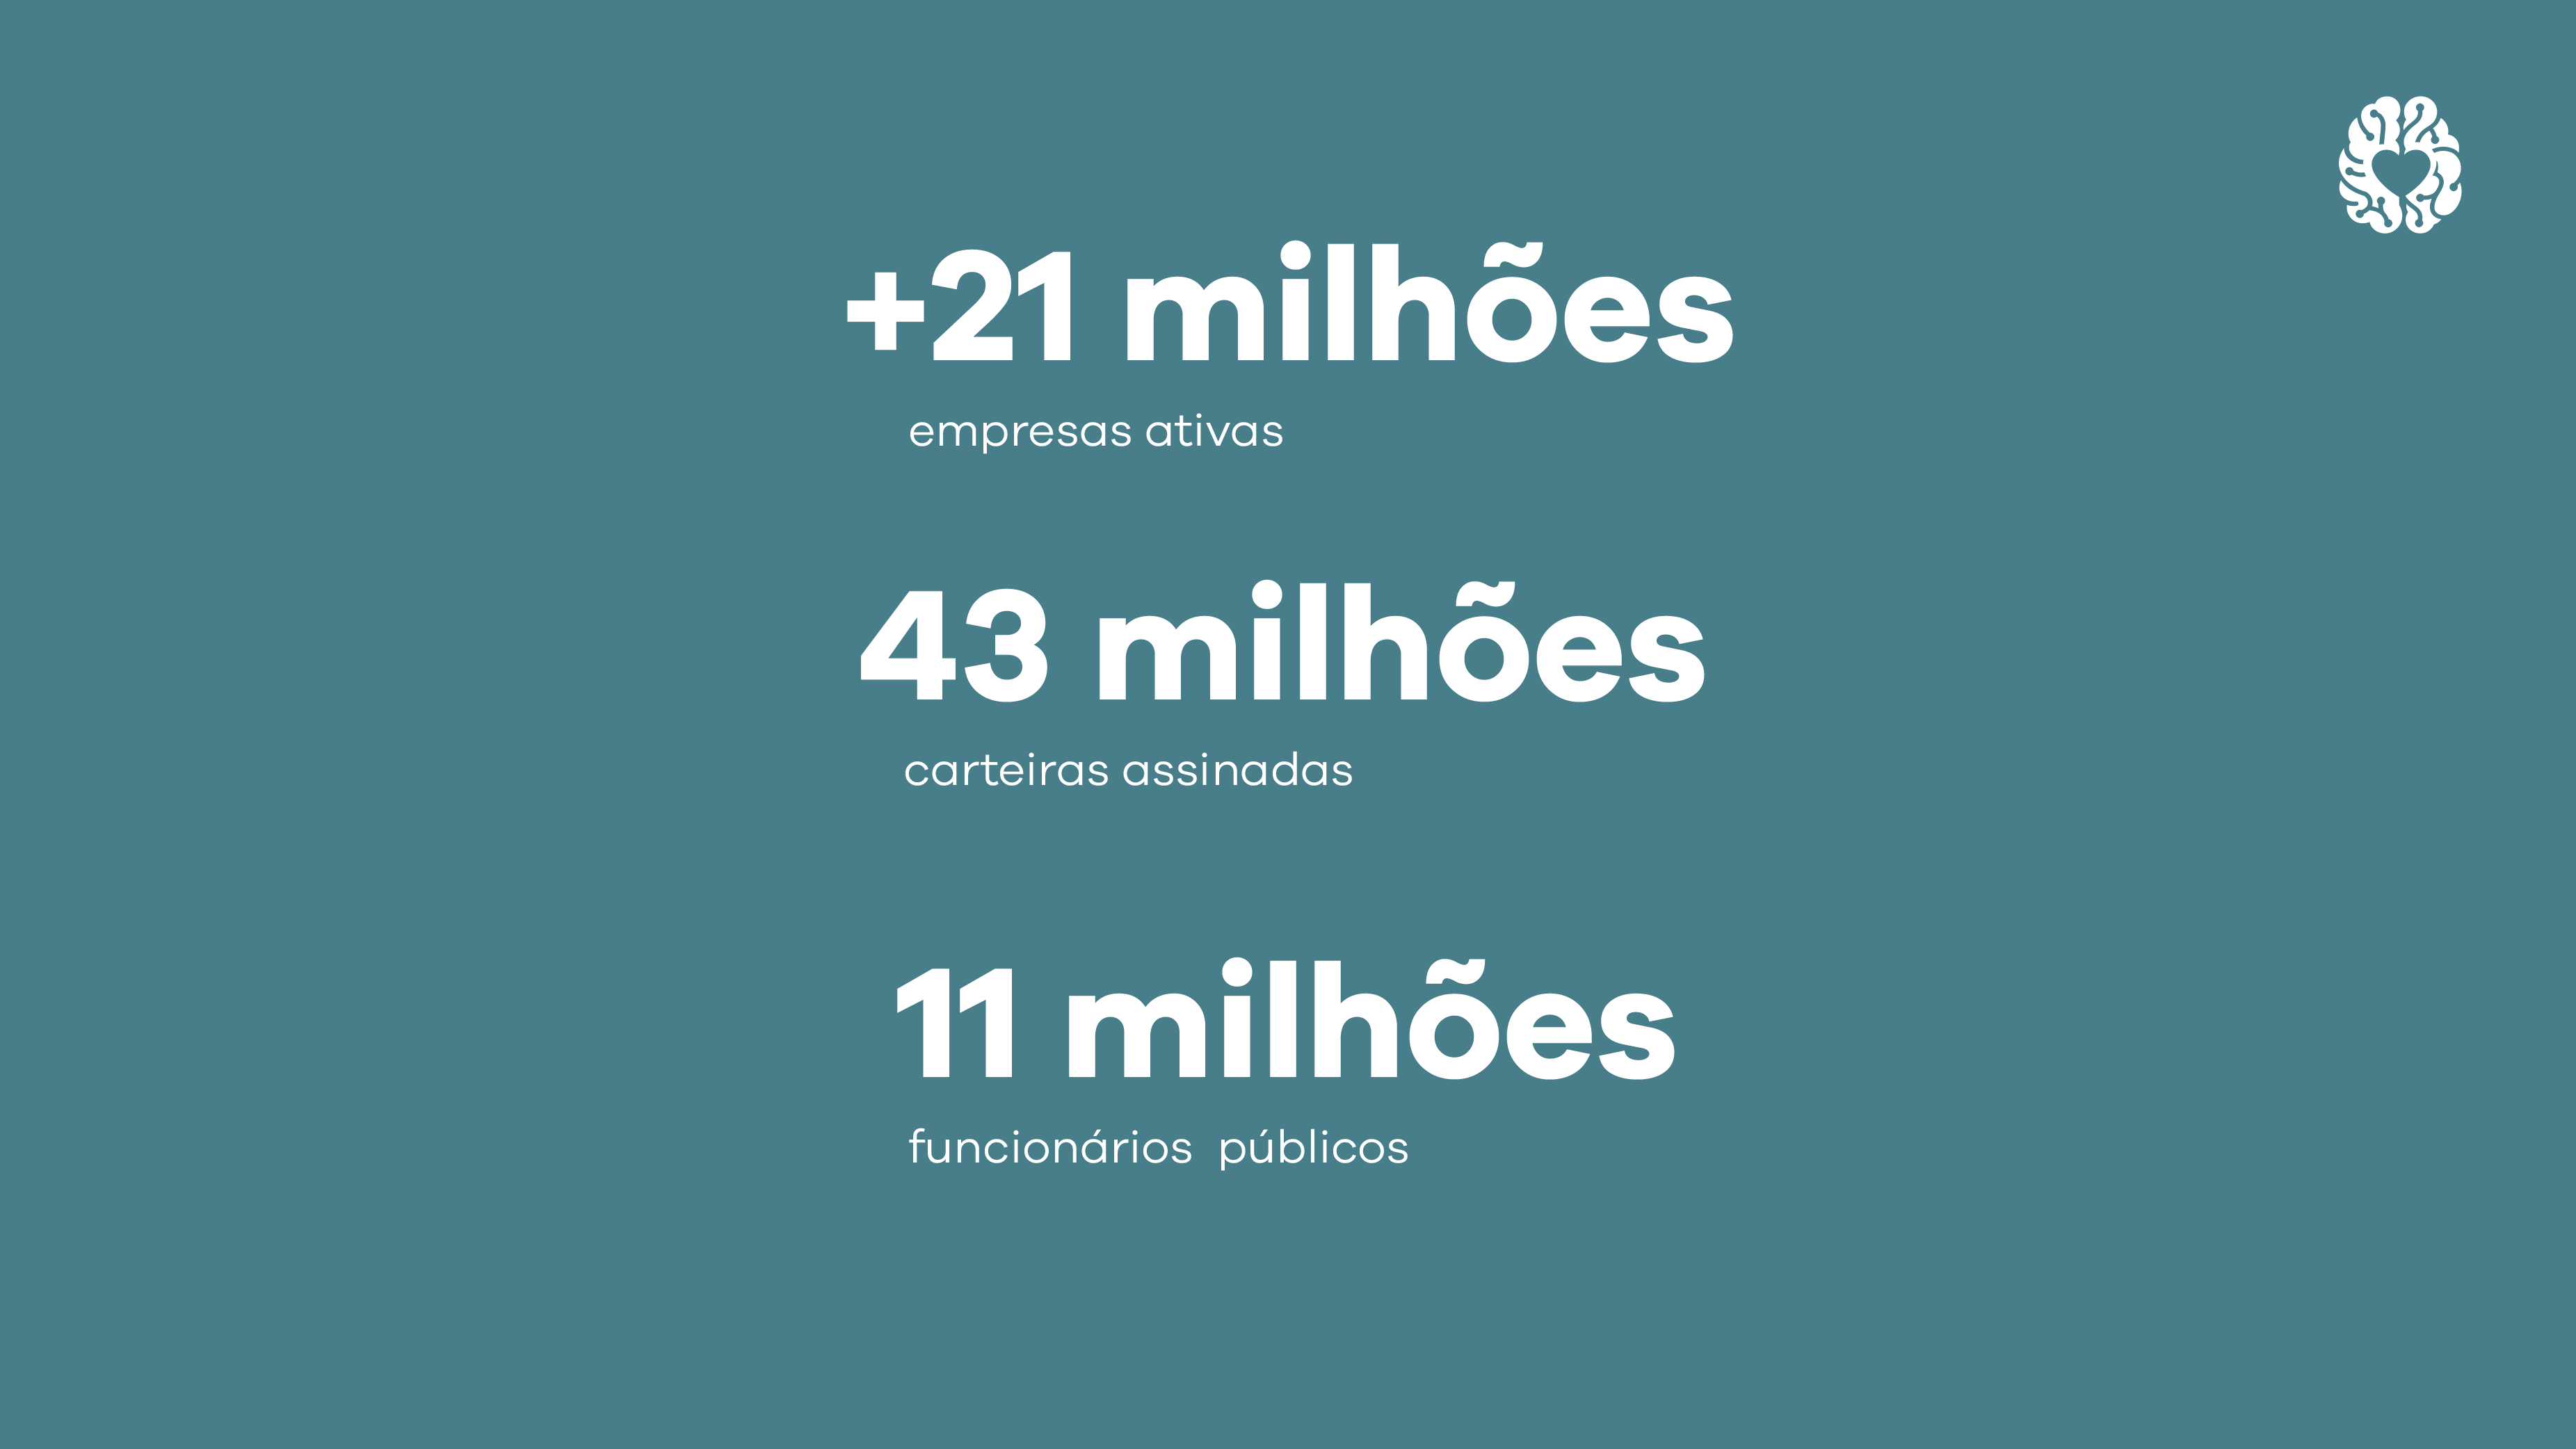 +21 milhões
empresas ativas
43 milhões
carteiras assinadas
11 milhões
funcionários  públicos